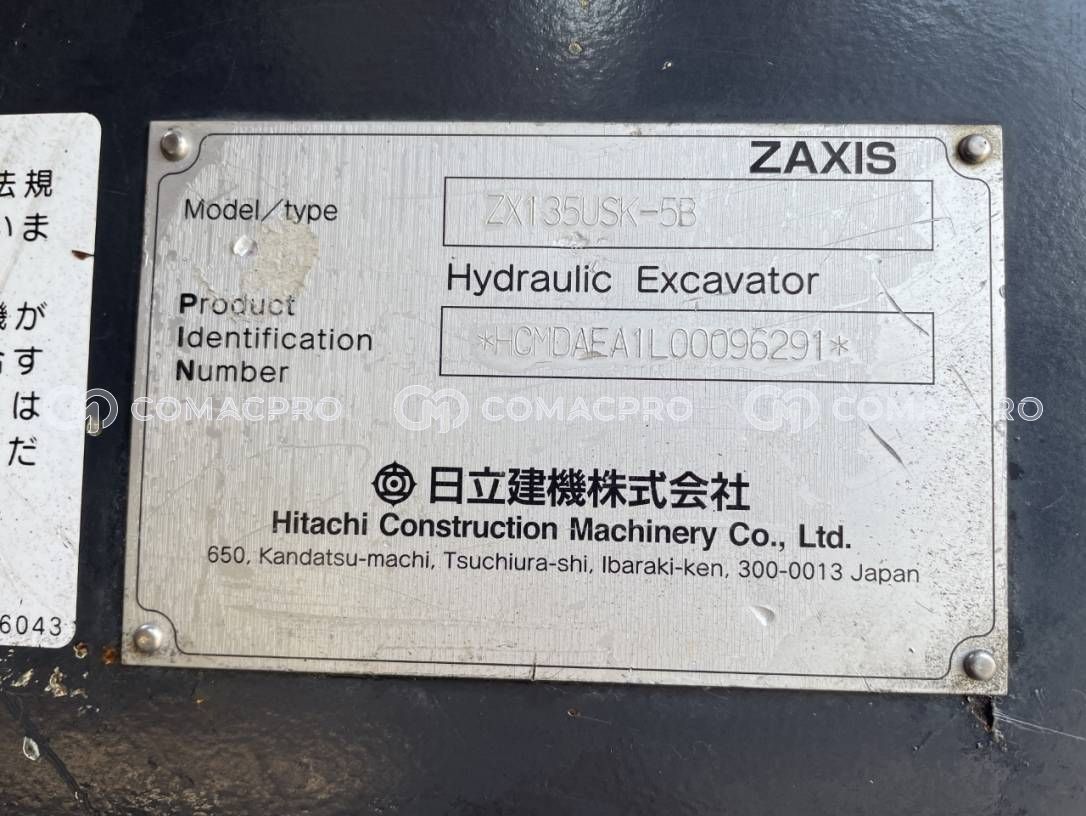 ZAXIS
Model/type
ZX135USK-5B
Hydraulic Excavator
Product
Identification
Number
*HCMDAEA1L00096291*
COMACPRO COMACPRO COMACPRO
日立建機株式会社
Hitachi Construction Machinery Co., Ltd.
650, Kandatsu-machi, Tsuchiura-shi, Ibaraki-ken, 300-0013 Japan
法規
いま
機が
す
は
だ
6043